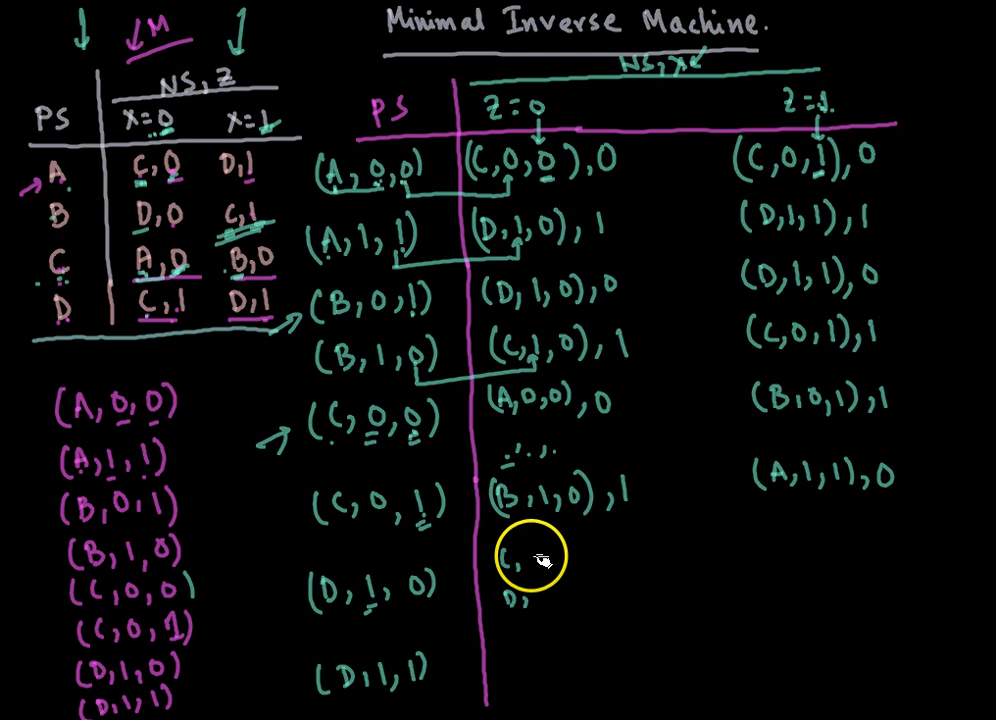 Minimal Inverse Machine.
M
NS, Z
PS X=0 X=1
A C,0 D,1
B D,0 C,1
C A,0 B,0
D C,1 D,1
(A, 0, 0)
(A, 1, 1)
(B, 0, 1)
(B, 1, 0)
(C, 0, 0)
(C, 0, 1)
(D, 1, 0)
(D, 1, 1)
NS, X
PS Z=0 Z=1.
(A, 0, 0) (C, 0, 0), 0 (C, 0, 1), 0
(A, 1, 1) (D, 1, 0), 1 (D, 1, 1), 1
(B, 0, 1) (D, 1, 0), 0 (D, 1, 1), 0
(B, 1, 0) (C, 1, 0), 1 (C, 0, 1), 1
(C, 0, 0) (A, 0, 0), 0 (B, 0, 1), 1
(C, 0, 1) (B, 1, 0), 1 (A, 1, 1), 0
C,
(D, 1, 0) D,
(D, 1, 1)